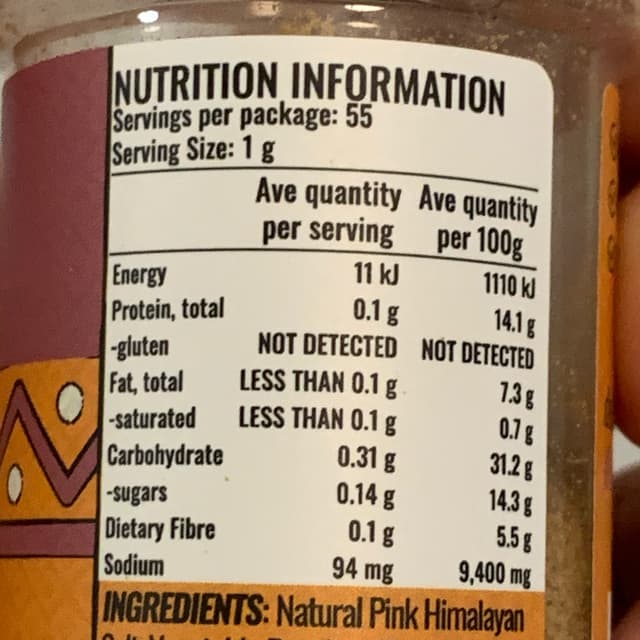 NUTRITION INFORMATION
Servings per package: 55
Serving Size: 1 g
Ave quantity per serving Ave quantity per 100g
Energy 11 kJ 1110 kJ
Protein, total 0.1 g 14.1 g
-gluten NOT DETECTED NOT DETECTED
Fat, total LESS THAN 0.1 g 7.3 g
-saturated LESS THAN 0.1 g 0.7 g
Carbohydrate 0.31 g 31.2 g
-sugars 0.14 g 14.3 g
Dietary Fibre 0.1 g 5.5 g
Sodium 94 mg 9,400 mg
INGREDIENTS: Natural Pink Himalayan